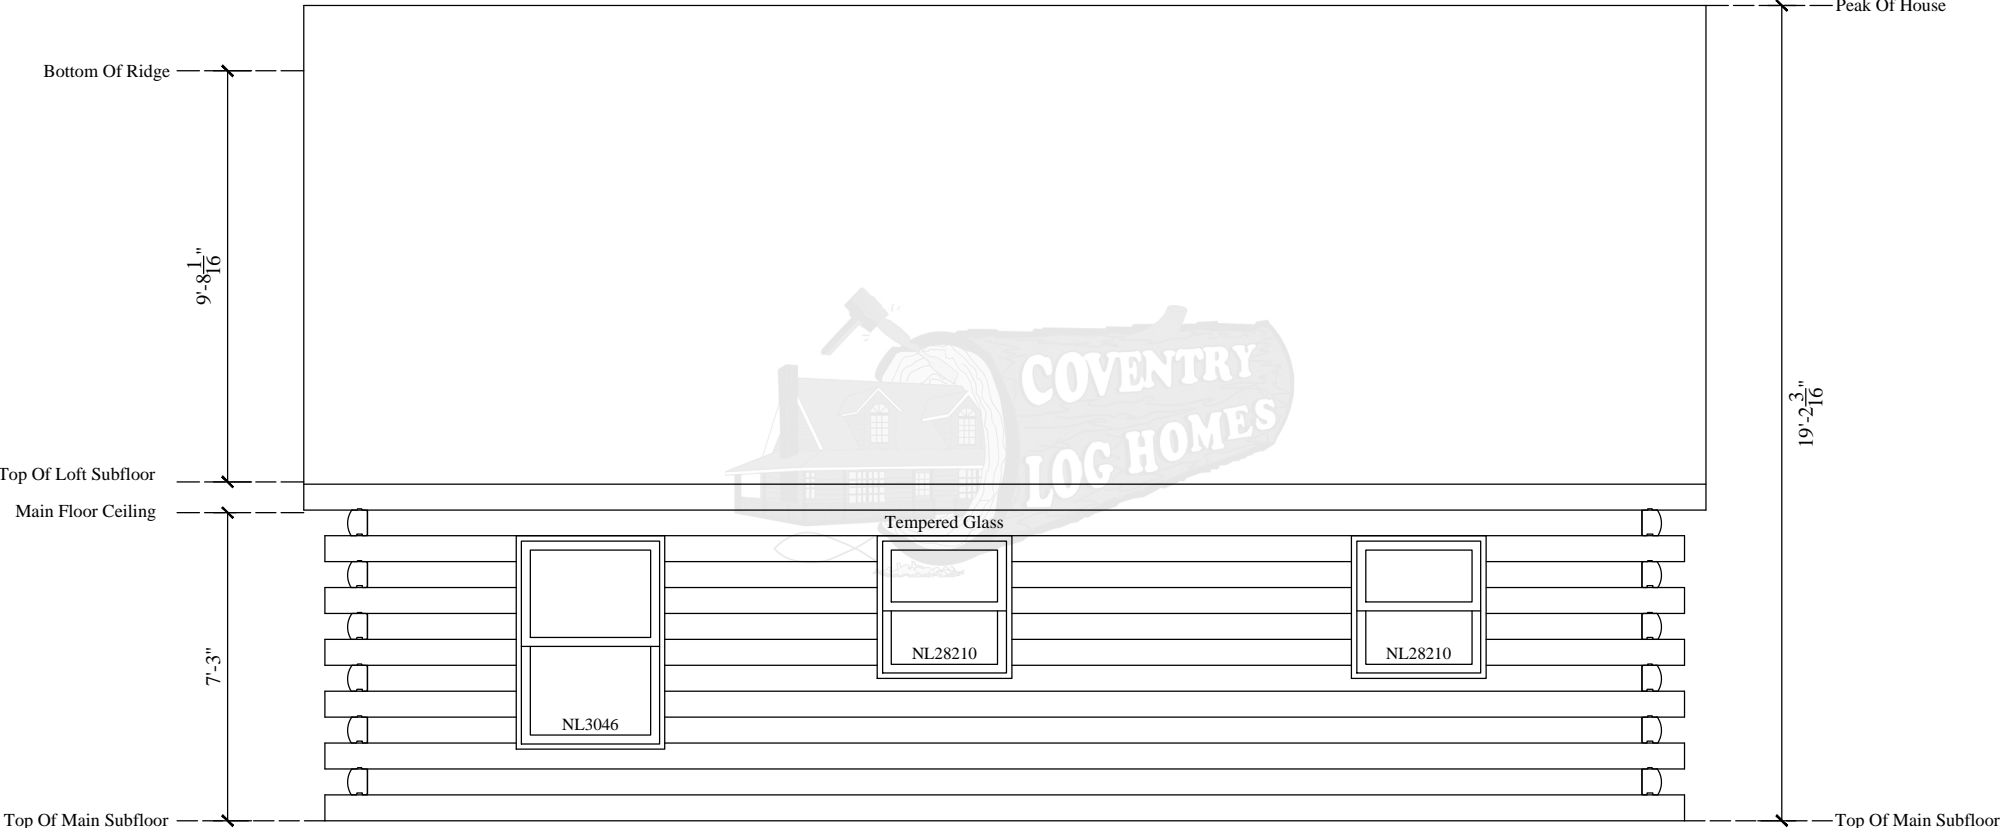 Peak Of House
Bottom Of Ridge
9'-8 1/16"
19'-2 3/16"
COVENTRY
LOG HOMES
Top Of Loft Subfloor
Main Floor Ceiling
Tempered Glass
7'-3"
NL28210
NL28210
NL3046
Top Of Main Subfloor
Top Of Main Subfloor